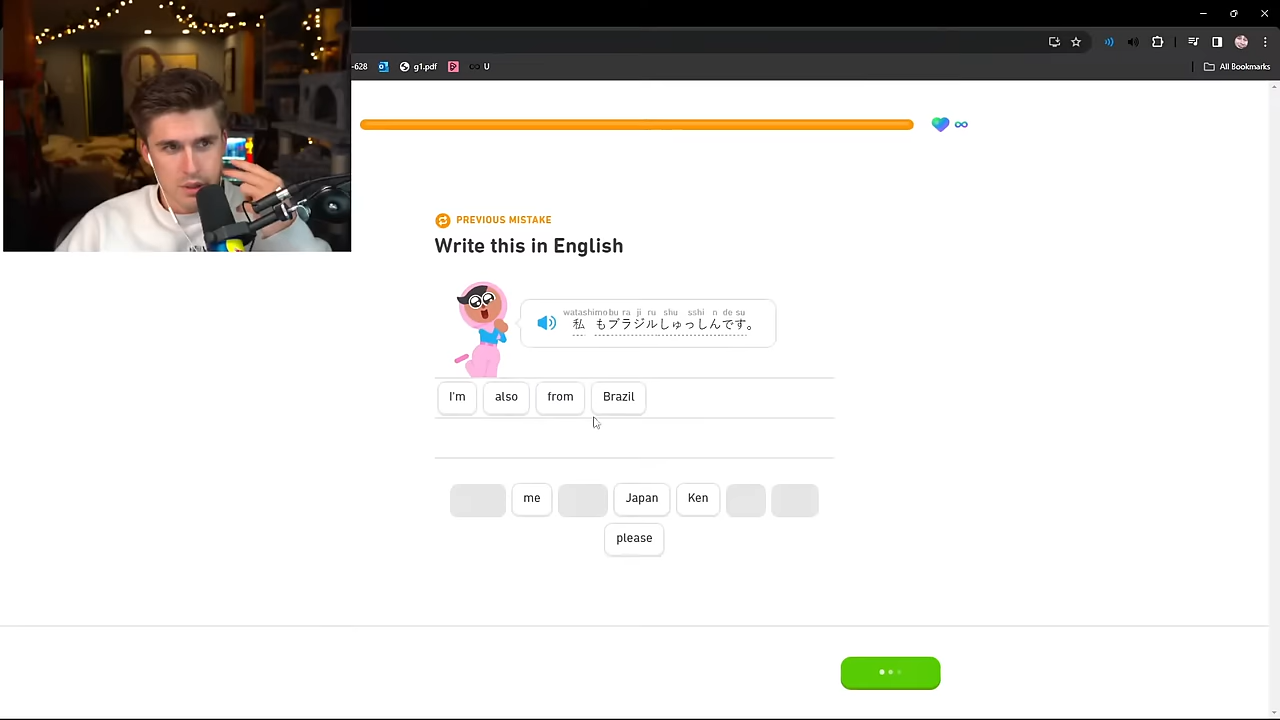 -628 g1.pdf U All Bookmarks
PREVIOUS MISTAKE
Write this in English
watashimo bu ra ji ru shu sshi n de su
私 もブラジルしゅっしんです。
I'm also from Brazil
me Japan Ken
please